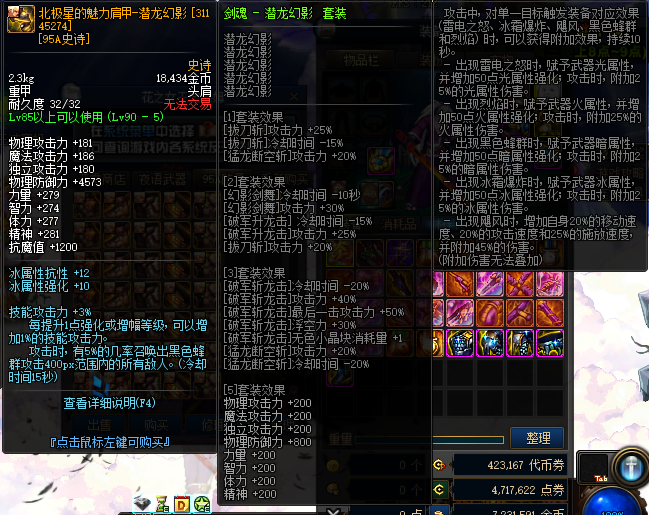 北极星的魅力肩甲-潜龙幻影 [311
45274]
[95A史诗]
史诗
2.3kg 18,434金币
重甲 头肩
耐久度 32/32 无法交易
Lv85以上可以使用 (Lv90 - 5)
物理攻击力 +181
魔法攻击力 +186
独立攻击力 +180
物理防御力 +4573
力量 +279
智力 +274
体力 +277
精神 +281
抗魔值 +1200
冰属性抗性 +12
冰属性强化 +10
技能攻击力 +3%
每提升1点强化或增幅等级，可以增
加1%的技能攻击力。
攻击时，有5%的几率召唤出黑色蜂
群攻击400px范围内的所有敌人。(冷却
时间15秒)
查看详细说明(F4)
『点击鼠标左键可购买』
剑魂 - 潜龙幻影 套装
潜龙幻影
潜龙幻影
潜龙幻影
潜龙幻影
潜龙幻影
[1]套装效果
[拔刀斩]攻击力 +25%
[拔刀斩]冷却时间 -15%
[猛龙断空斩]攻击力 +20%
[2]套装效果
[幻影剑舞]冷却时间 -10秒
[幻影剑舞]攻击力 +30%
[破军升龙击] 冷却时间 -15%
[破军升龙击]攻击力 +25%
[拔刀斩]攻击力 +20%
[3]套装效果
[破军斩龙击]冷却时间 -20%
[破军斩龙击]攻击力 +40%
[破军斩龙击]最后一击攻击力 +50%
[破军斩龙击]浮空力 +30%
[破军斩龙击]无色小晶块消耗量 +1
[猛龙断空斩]攻击力 +20%
[猛龙断空斩]冷却时间 -20%
[5]套装效果
物理攻击力 +200
魔法攻击力 +200
独立攻击力 +200
物理防御力 +800
力量 +200
智力 +200
体力 +200
精神 +200
攻击中，对单一目标触发装备对应效果
(雷电之怒、冰霜爆炸、飓风、黑色蜂群
和烈焰) 时，可以获得附加效果，持续10
秒。
- 出现雷电之怒时，赋予武器光属性，
并增加50点光属性强化；攻击时，附加2
5%的光属性伤害。
- 出现烈焰时，赋予武器火属性，并增
加50点火属性强化；攻击时，附加25%的
火属性伤害。
- 出现黑色蜂群时，赋予武器暗属性，
并增加50点暗属性强化；攻击时，附加2
5%的暗属性伤害。
- 出现冰霜爆炸时，赋予武器冰属性，
并增加50点冰属性强化；攻击时，附加2
5%的冰属性伤害。
- 出现飓风时，增加自身20%的移动速
度、20%的攻击速度和25%的施放速度，
并附加45%的伤害。
(附加伤害无法叠加)
物品栏
消耗品
重量
整理
0 个
423,167 代币券
0 个
4,717,622 点券
0 点
7,231,591 金币
Tab
100%